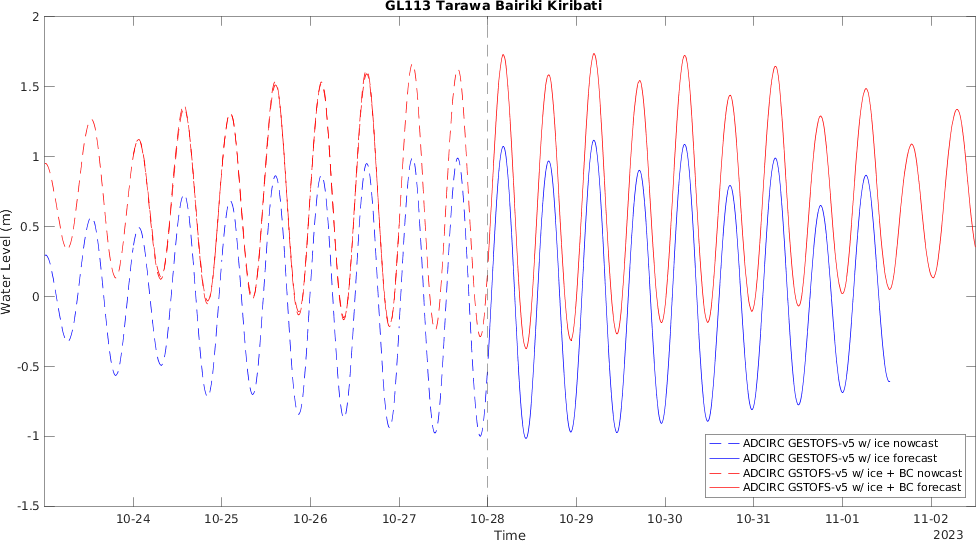 GL113 Tarawa Bairiki Kiribati
2
1.5
1
0.5
0
-0.5
-1
-1.5
Water Level (m)
10-24
10-25
10-26
10-27
10-28
10-29
10-30
10-31
11-01
11-02
Time
2023
ADCIRC GESTOFS-v5 w/ ice nowcast
ADCIRC GESTOFS-v5 w/ ice forecast
ADCIRC GSTOFS-v5 w/ ice + BC nowcast
ADCIRC GSTOFS-v5 w/ ice + BC forecast